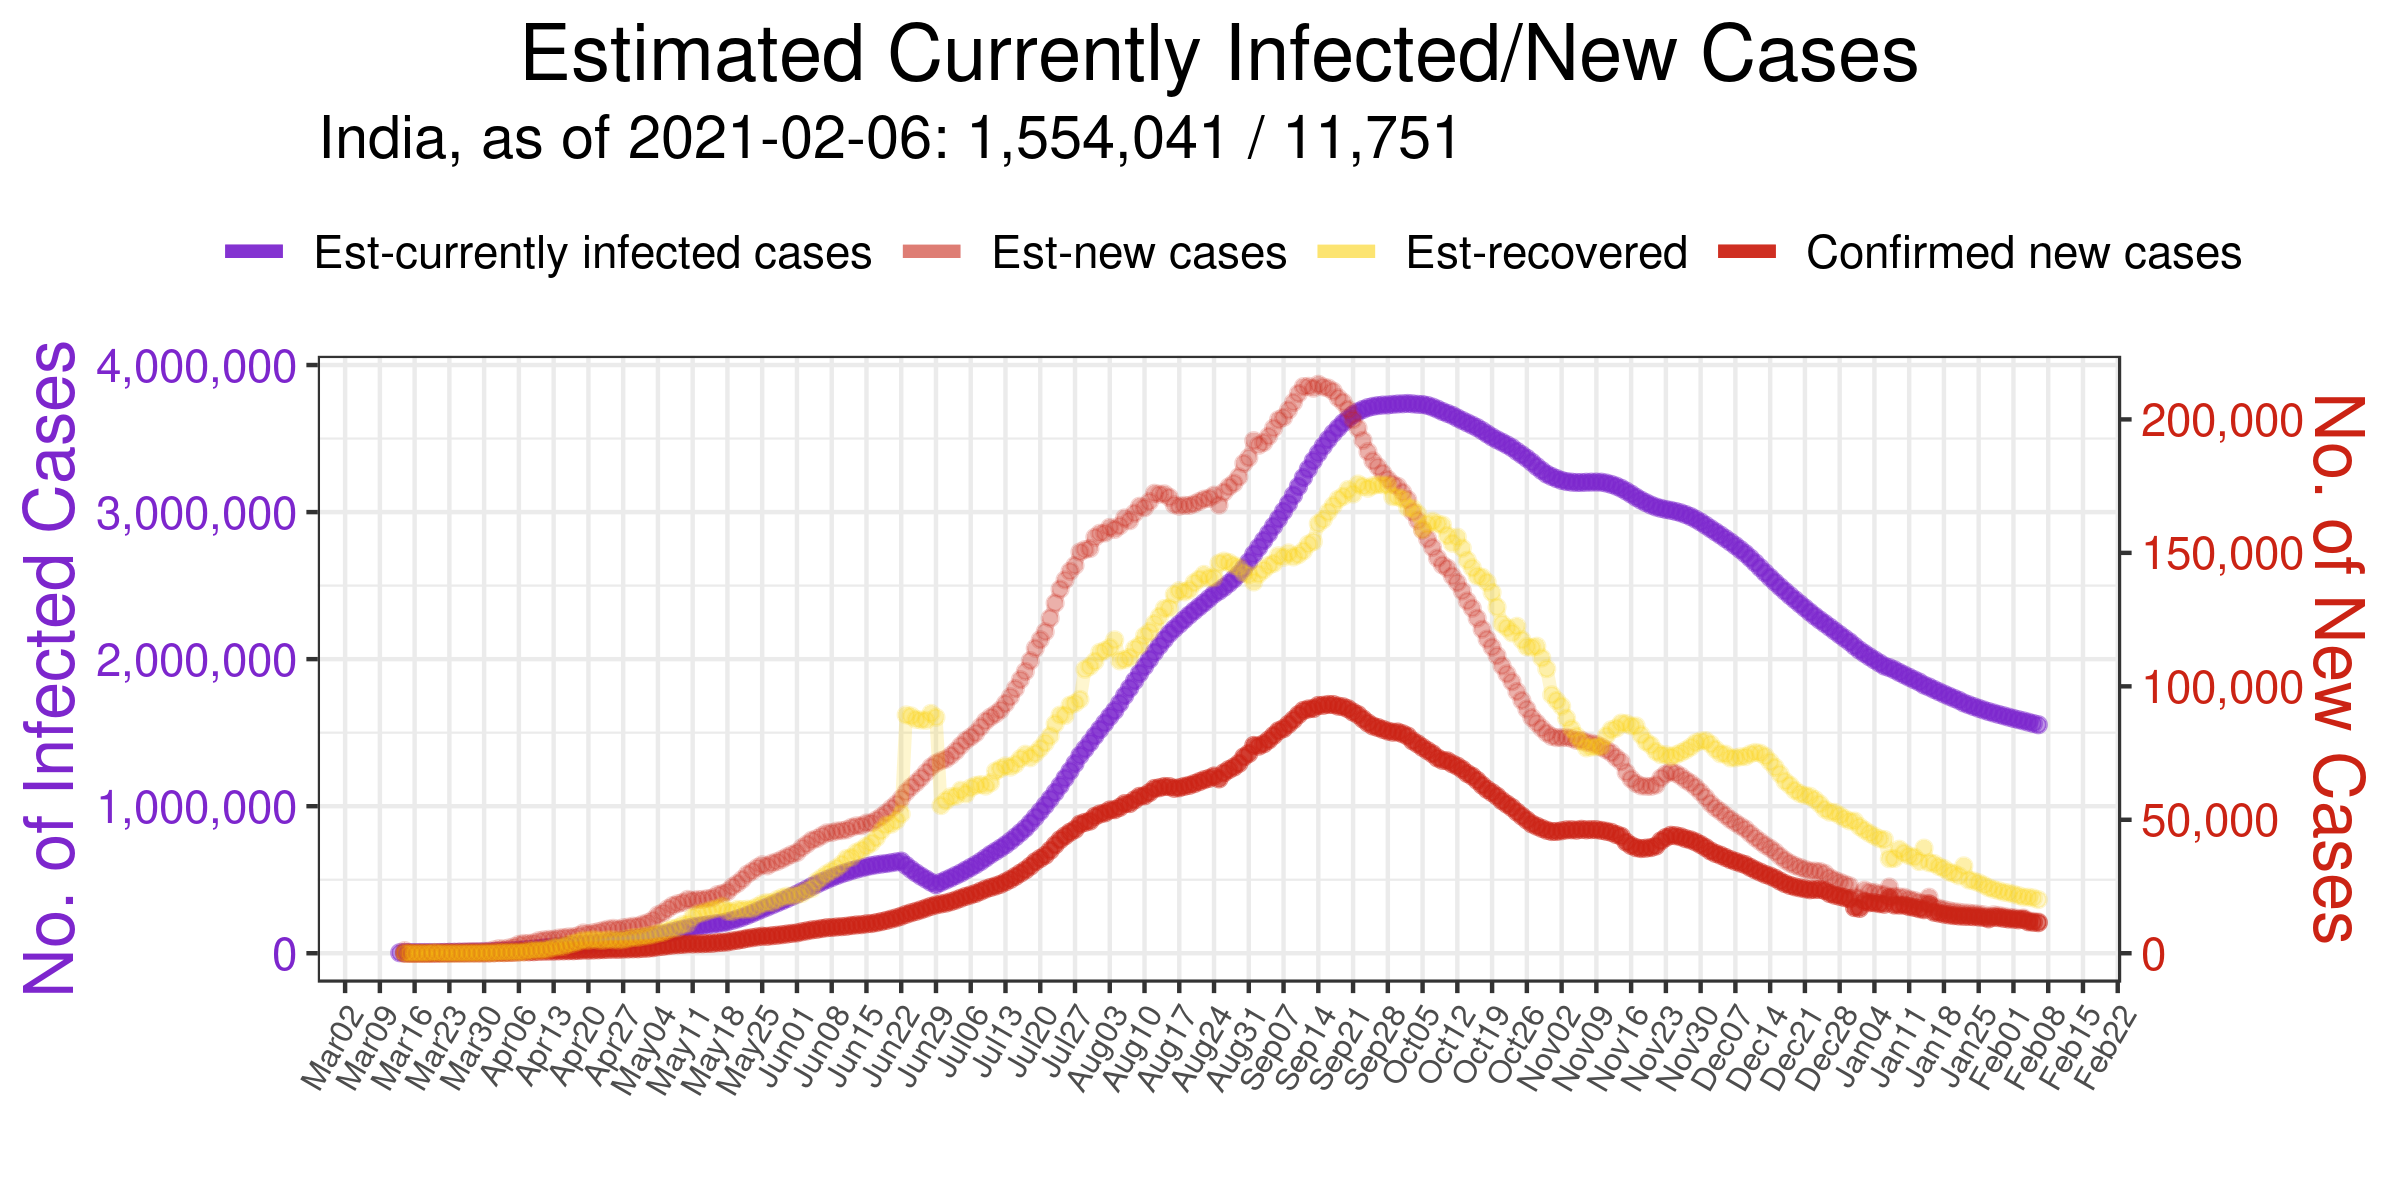 Estimated Currently Infected/New Cases
India, as of 2021-02-06: 1,554,041 / 11,751
Est-currently infected cases Est-new cases Est-recovered Confirmed new cases
No. of Infected Cases
4,000,000
3,000,000
2,000,000
1,000,000
0
200,000
150,000
100,000
50,000
0
No. of New Cases
Mar02 Mar09 Mar16 Mar23 Mar30 Apr06 Apr13 Apr20 Apr27 May04 May11 May18 May25 Jun01 Jun08 Jun15 Jun22 Jun29 Jul06 Jul13 Jul20 Jul27 Aug03 Aug10 Aug17 Aug24 Aug31 Sep07 Sep14 Sep21 Sep28 Oct05 Oct12 Oct19 Oct26 Nov02 Nov09 Nov16 Nov23 Nov30 Nov07 Dec14 Dec21 Dec28 Dec04 Jan11 Jan18 Jan25 Jan01 Feb08 Feb15 Feb22